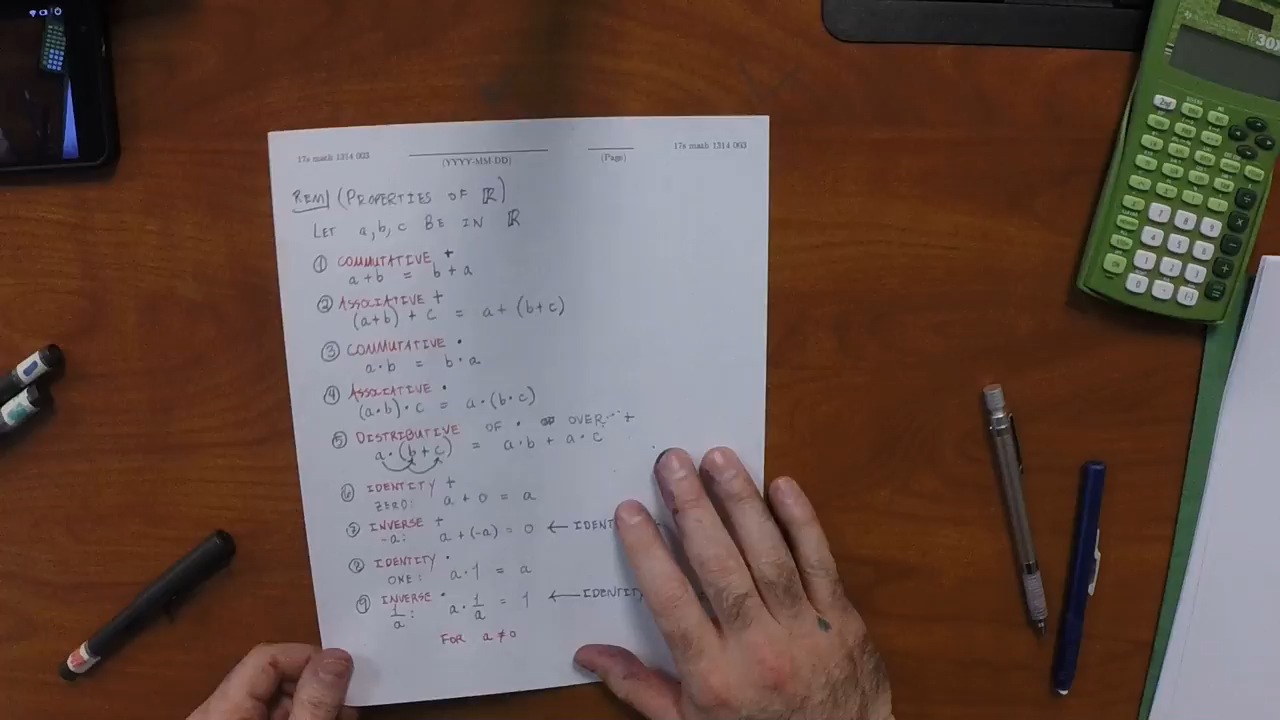 17s math 1314 003
(YYYY-MM-DD)
(Page)
17s math 1314 003
REM (PROPERTIES OF ℝ)
LET a, b, c BE IN ℝ
① COMMUTATIVE +
a + b = b + a
② ASSOCIATIVE +
(a+b) + c = a + (b+c)
③ COMMUTATIVE ·
a · b = b · a
④ ASSOCIATIVE ·
(a·b)·c = a·(b·c)
⑤ DISTRIBUTIVE OF · OVER +
a·(b+c) = a·b + a·c
⑥ IDENTITY +
ZERO: a + 0 = a
⑦ INVERSE +
-a: a + (-a) = 0 ← IDENT
⑧ IDENTITY ·
ONE: a·1 = a
⑨ INVERSE ·
1/a: a · 1/a = 1 ← IDENTITY
FOR a ≠ 0
30X